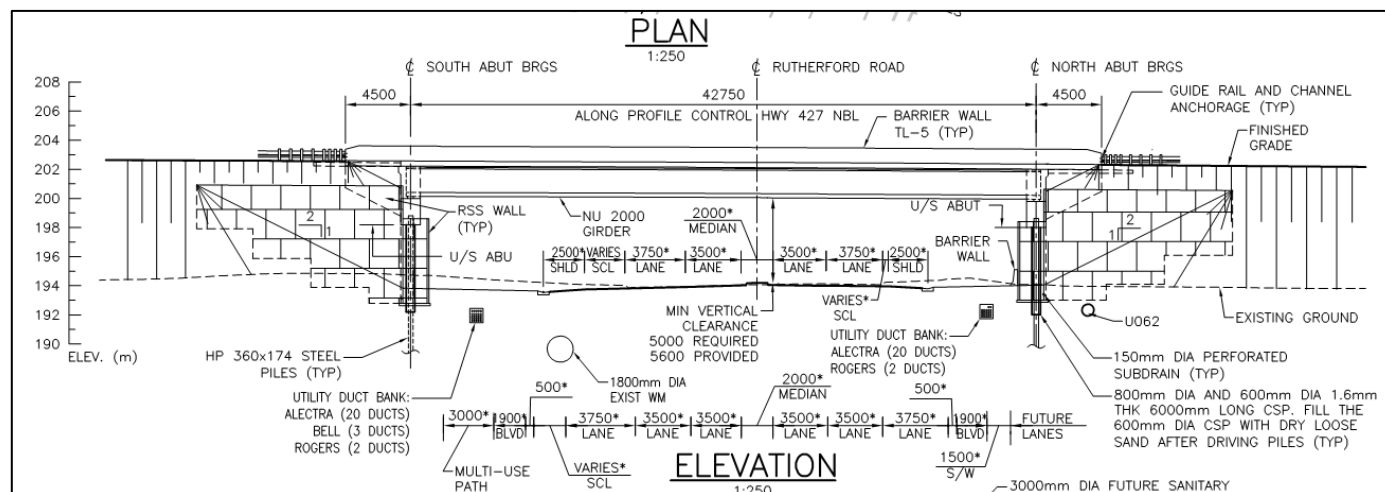 PLAN
1:250
℄ SOUTH ABUT BRGS
℄ RUTHERFORD ROAD
℄ NORTH ABUT BRGS
208
206
204
202
200
198
196
194
192
190
ELEV. (m)
4500
42750
4500
ALONG PROFILE CONTROL HWY 427 NBL
BARRIER WALL
TL-5 (TYP)
GUIDE RAIL AND CHANNEL
ANCHORAGE (TYP)
FINISHED
GRADE
RSS WALL
(TYP)
2
1
U/S ABU
NU 2000
GIRDER
2000*
MEDIAN
U/S ABUT
BARRIER
WALL
2
1
2500*
SHLD
VARIES
SCL
3750*
LANE
3500*
LANE
3500*
LANE
3750*
LANE
2500*
SHLD
VARIES*
SCL
MIN VERTICAL
CLEARANCE
5000 REQUIRED
5600 PROVIDED
HP 360x174 STEEL
PILES (TYP)
UTILITY DUCT BANK:
ALECTRA (20 DUCTS)
BELL (3 DUCTS)
ROGERS (2 DUCTS)
1800mm DIA
EXIST WM
UTILITY DUCT BANK:
ALECTRA (20 DUCTS)
ROGERS (2 DUCTS)
U062
EXISTING GROUND
150mm DIA PERFORATED
SUBDRAIN (TYP)
800mm DIA AND 600mm DIA 1.6mm
THK 6000mm LONG CSP. FILL THE
600mm DIA CSP WITH DRY LOOSE
SAND AFTER DRIVING PILES (TYP)
3000*
1900*
BLVD
500*
3750*
LANE
3500*
LANE
3500*
LANE
2000*
MEDIAN
3500*
LANE
3500*
LANE
3750*
LANE
500*
1900*
BLVD
FUTURE
LANES
MULTI-USE
PATH
VARIES*
SCL
1500*
S/W
ELEVATION
1:250
3000mm DIA FUTURE SANITARY